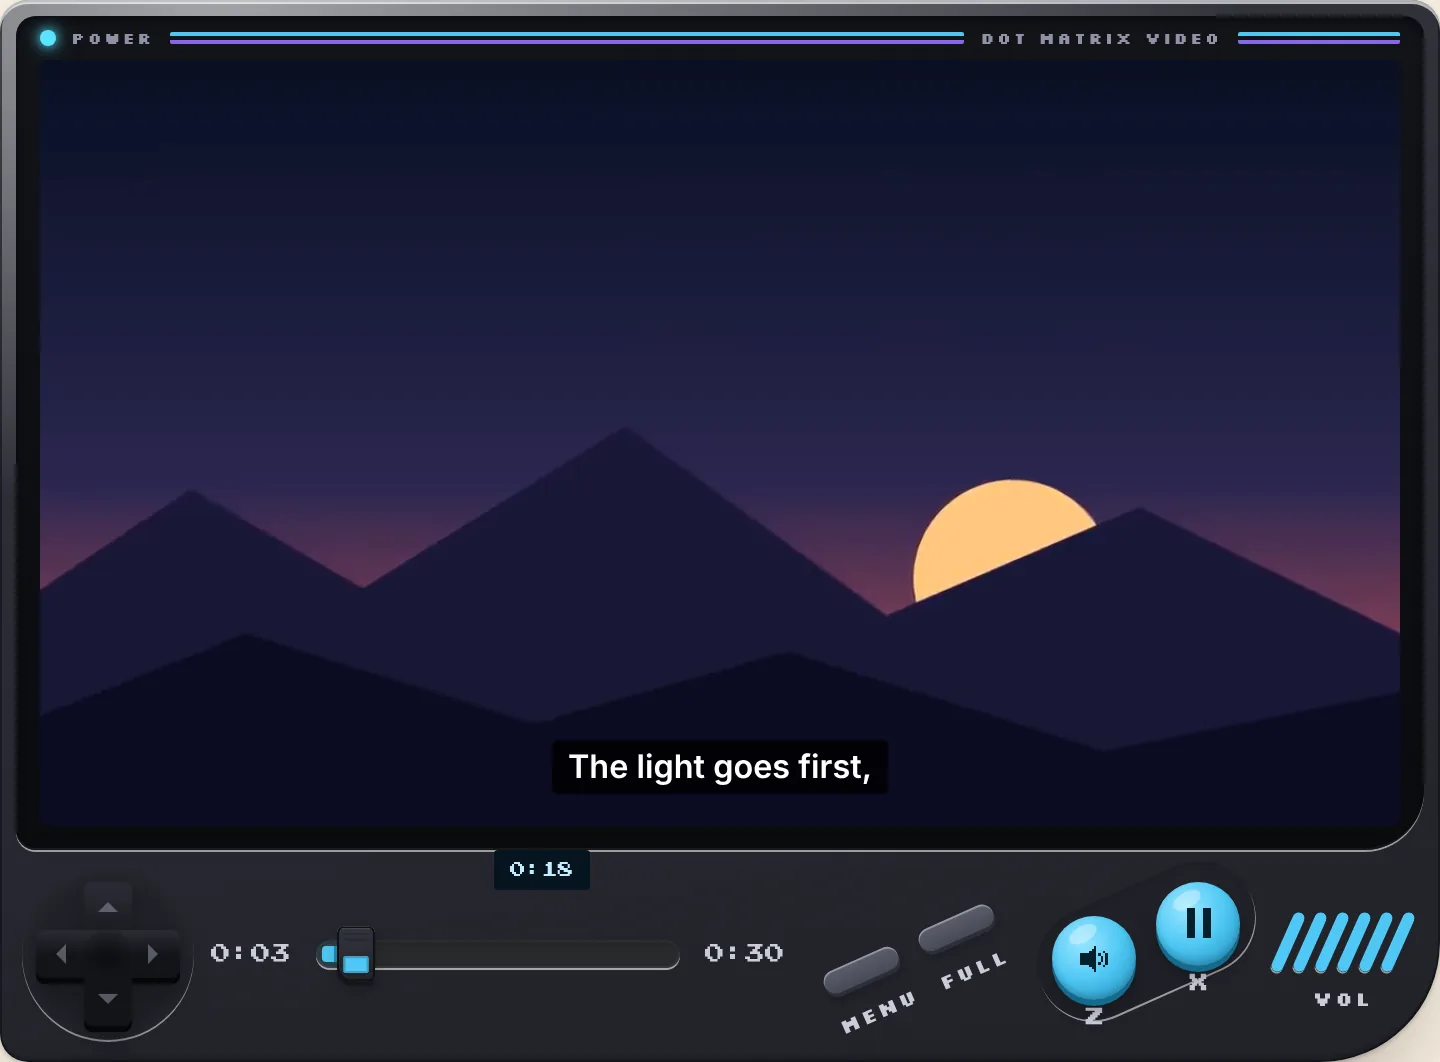 POWER
DOT MATRIX VIDEO
The light goes first,
0:18
0:03
0:30
MENU
FULL
Z
X
VOL